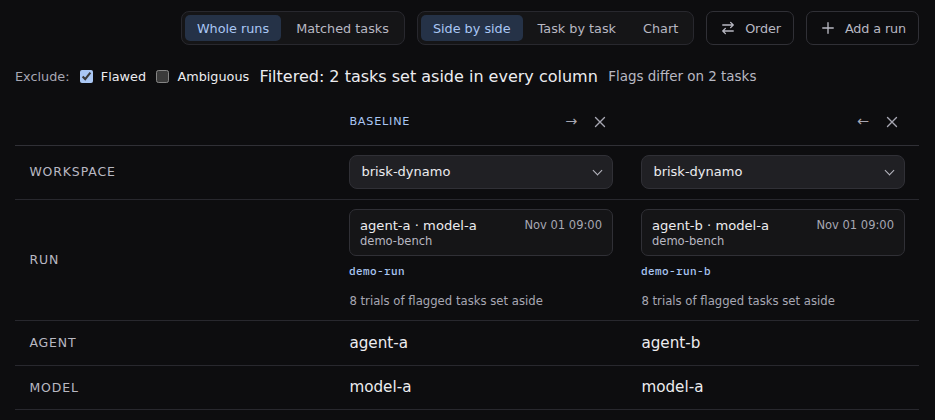 Whole runs Matched tasks Side by side Task by task Chart Order Add a run
Exclude: Flawed Ambiguous Filtered: 2 tasks set aside in every column Flags differ on 2 tasks
BASELINE → ←
WORKSPACE brisk-dynamo brisk-dynamo
agent-a · model-a Nov 01 09:00 agent-b · model-a Nov 01 09:00
demo-bench demo-bench
RUN
demo-run demo-run-b
8 trials of flagged tasks set aside 8 trials of flagged tasks set aside
AGENT agent-a agent-b
MODEL model-a model-a